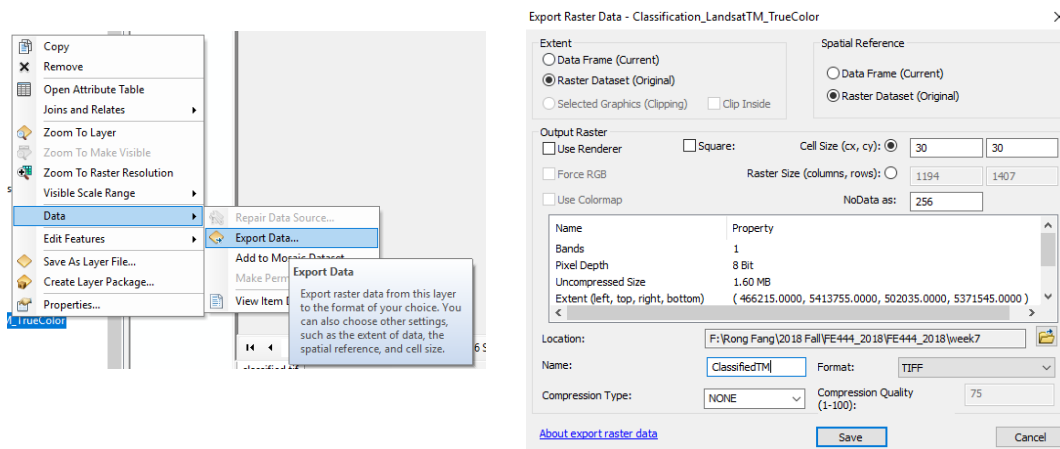 Copy
Remove
Open Attribute Table
Joins and Relates
Zoom To Layer
Zoom To Make Visible
Zoom To Raster Resolution
Visible Scale Range
Data
Edit Features
Save As Layer File...
Create Layer Package...
Properties...
M_TrueColor
Repair Data Source...
Export Data...
Add to Mosaic Dataset
Make Perm
View Item D
Export Data
Export raster data from this layer
to the format of your choice. You
can also choose other settings,
such as the extent of data, the
spatial reference, and cell size.
classified.tif
Export Raster Data - Classification_LandsatTM_TrueColor
Extent
Data Frame (Current)
Raster Dataset (Original)
Selected Graphics (Clipping) Clip Inside
Spatial Reference
Data Frame (Current)
Raster Dataset (Original)
Output Raster
Use Renderer Square: Cell Size (cx, cy): 30 30
Force RGB Raster Size (columns, rows): 1194 1407
Use Colormap NoData as: 256
Name Property
Bands 1
Pixel Depth 8 Bit
Uncompressed Size 1.60 MB
Extent (left, top, right, bottom) ( 466215.0000, 5413755.0000, 502035.0000, 5371545.0000 )
Location: F:\Rong Fang\2018 Fall\FE444_2018\FE444_2018\week7
Name: ClassifiedTM Format: TIFF
Compression Type: NONE Compression Quality (1-100): 75
About export raster data Save Cancel